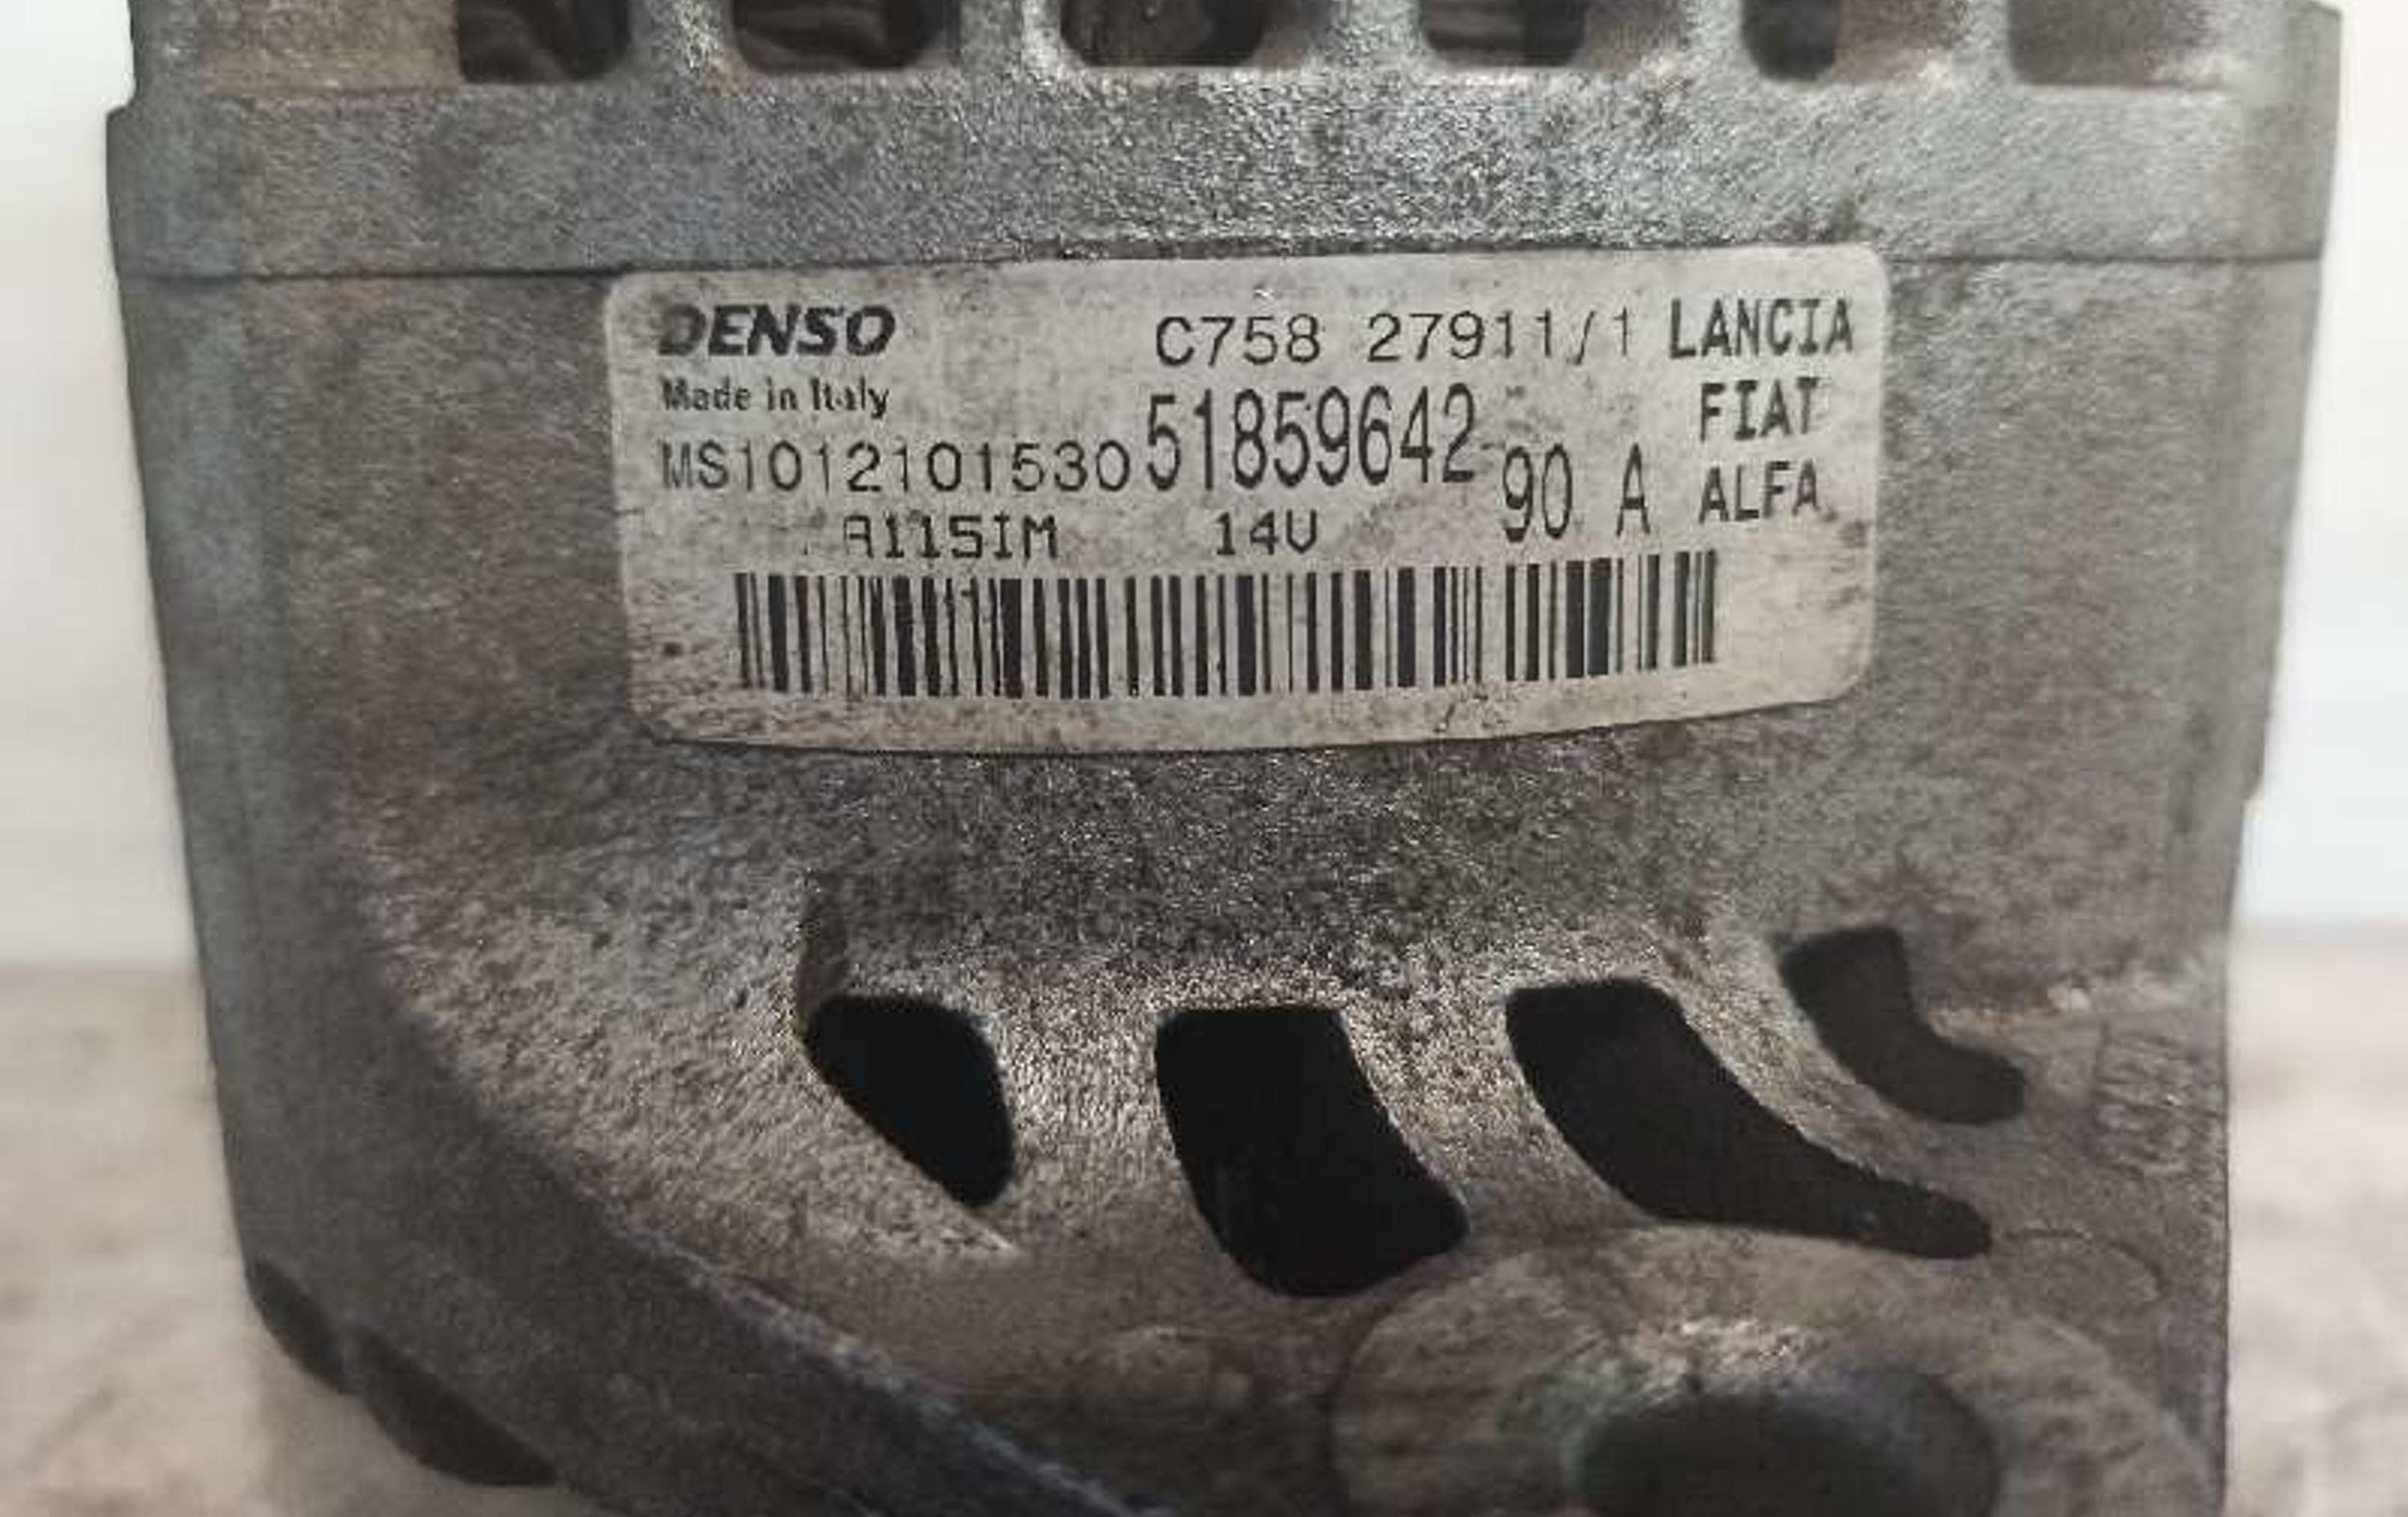 DENSO C758 27911/1 LANCIA
Made in Italy FIAT
MS1012101530 51859642 90 A ALFA
A115IM 14V